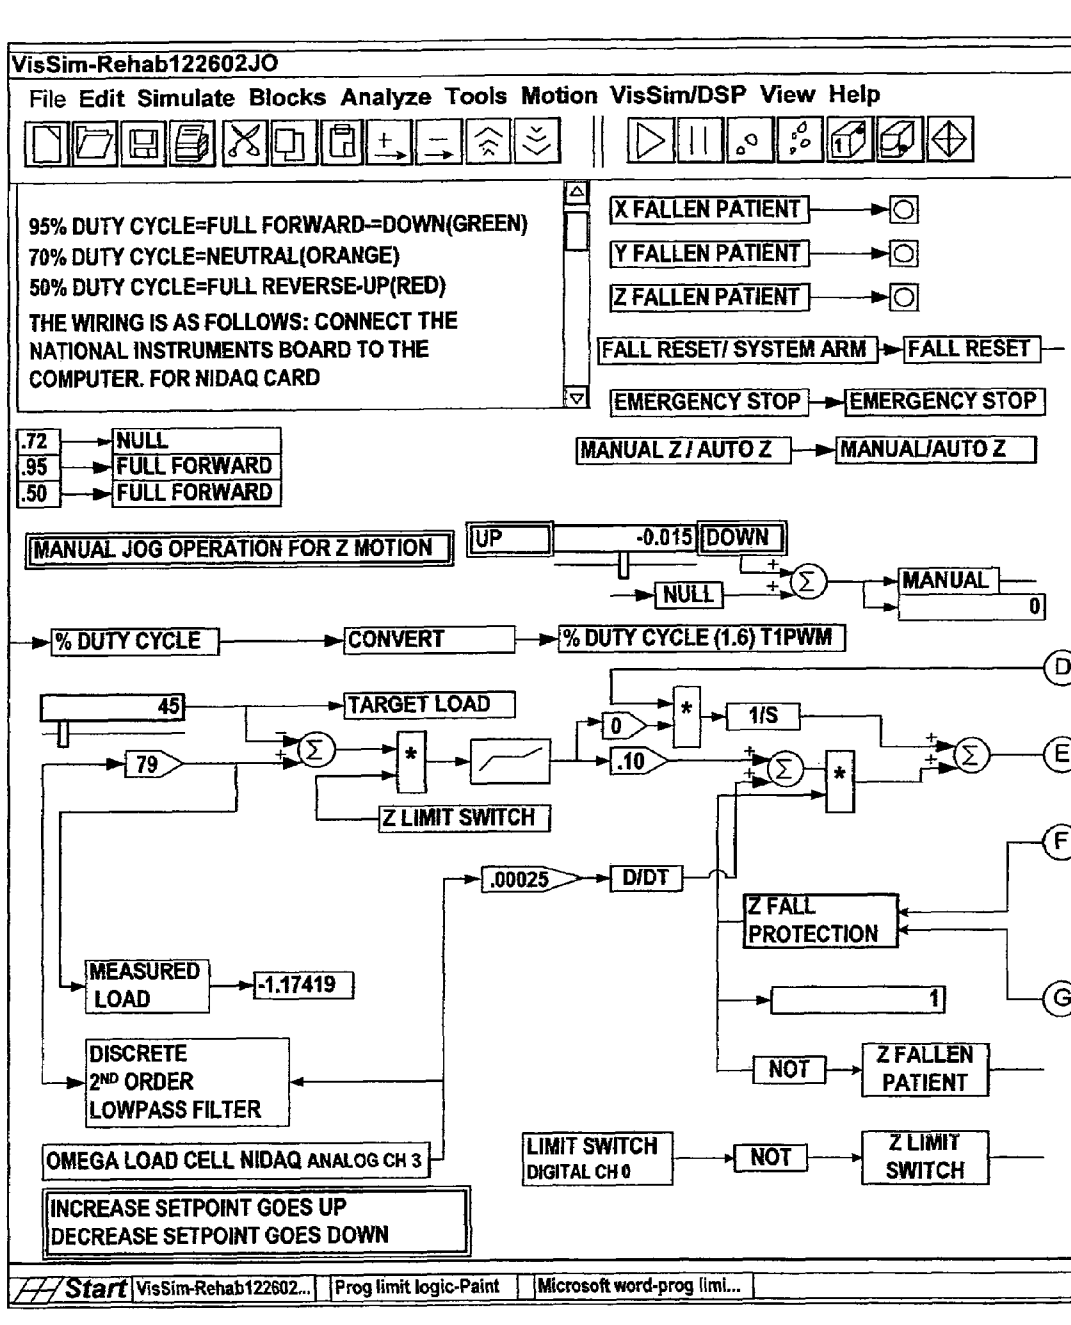 VisSim-Rehab122602JO
File Edit Simulate Blocks Analyze Tools Motion VisSim/DSP View Help
+
−
1
95% DUTY CYCLE=FULL FORWARD-=DOWN(GREEN)
70% DUTY CYCLE=NEUTRAL(ORANGE)
50% DUTY CYCLE=FULL REVERSE-UP(RED)
THE WIRING IS AS FOLLOWS: CONNECT THE
NATIONAL INSTRUMENTS BOARD TO THE
COMPUTER. FOR NIDAQ CARD
X FALLEN PATIENT
Y FALLEN PATIENT
Z FALLEN PATIENT
FALL RESET/ SYSTEM ARM FALL RESET
EMERGENCY STOP EMERGENCY STOP
MANUAL Z / AUTO Z MANUAL/AUTO Z
.72 NULL
.95 FULL FORWARD
.50 FULL FORWARD
MANUAL JOG OPERATION FOR Z MOTION
UP -0.015 DOWN
+
NULL + Σ MANUAL
0
% DUTY CYCLE CONVERT % DUTY CYCLE (1.6) T1PWM
D
45 TARGET LOAD
0 * 1/S
79 − + Σ * .10 + + Σ * + + Σ E
Z LIMIT SWITCH
F
.00025 D/DT
Z FALL
PROTECTION
MEASURED
LOAD
-1.17419
1 G
DISCRETE
2ND ORDER
LOWPASS FILTER
NOT Z FALLEN
PATIENT
OMEGA LOAD CELL NIDAQ ANALOG CH 3
LIMIT SWITCH
DIGITAL CH 0
NOT Z LIMIT
SWITCH
INCREASE SETPOINT GOES UP
DECREASE SETPOINT GOES DOWN
Start VisSim-Rehab122602... Prog limit logic-Paint Microsoft word-prog limi...